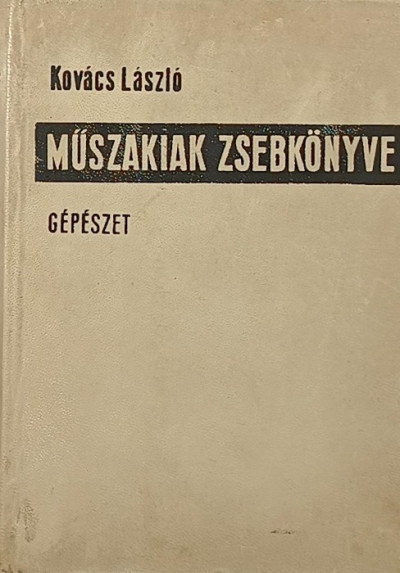 Kovács László
MŰSZAKIAK ZSEBKÖNYVE
GÉPÉSZET